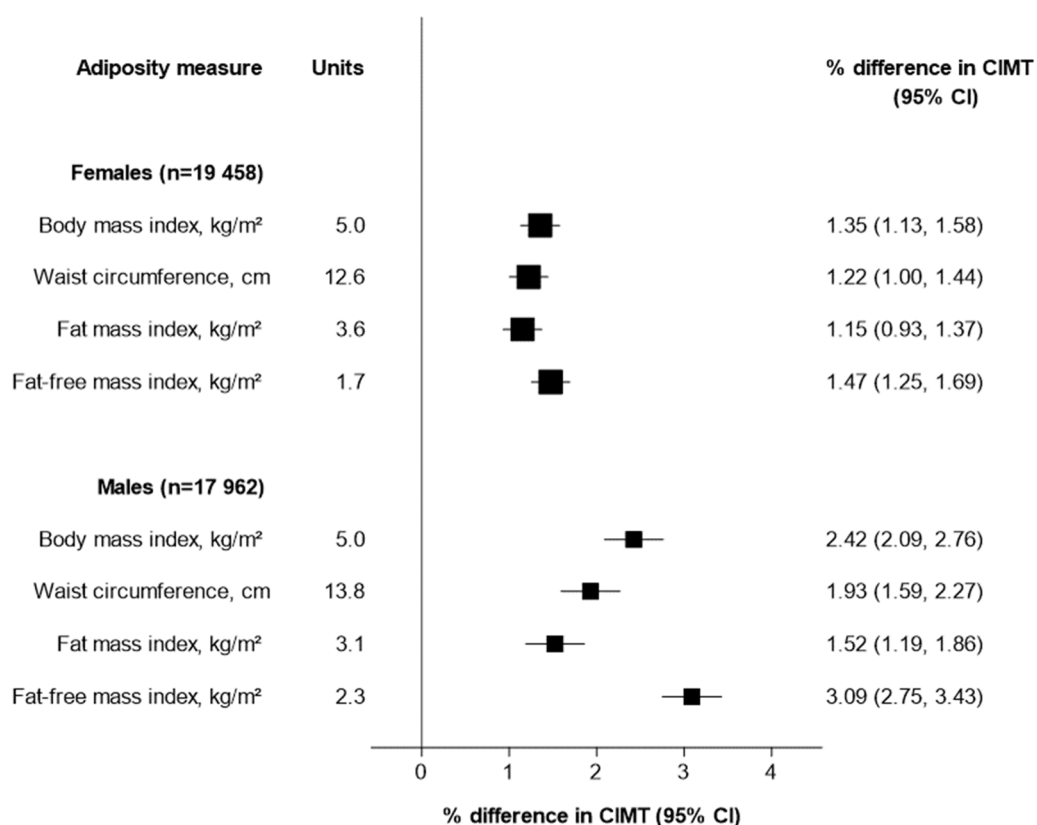 Adiposity measure Units % difference in CIMT
(95% CI)
Females (n=19 458)
Body mass index, kg/m² 5.0 1.35 (1.13, 1.58)
Waist circumference, cm 12.6 1.22 (1.00, 1.44)
Fat mass index, kg/m² 3.6 1.15 (0.93, 1.37)
Fat-free mass index, kg/m² 1.7 1.47 (1.25, 1.69)
Males (n=17 962)
Body mass index, kg/m² 5.0 2.42 (2.09, 2.76)
Waist circumference, cm 13.8 1.93 (1.59, 2.27)
Fat mass index, kg/m² 3.1 1.52 (1.19, 1.86)
Fat-free mass index, kg/m² 2.3 3.09 (2.75, 3.43)
0 1 2 3 4
% difference in CIMT (95% CI)